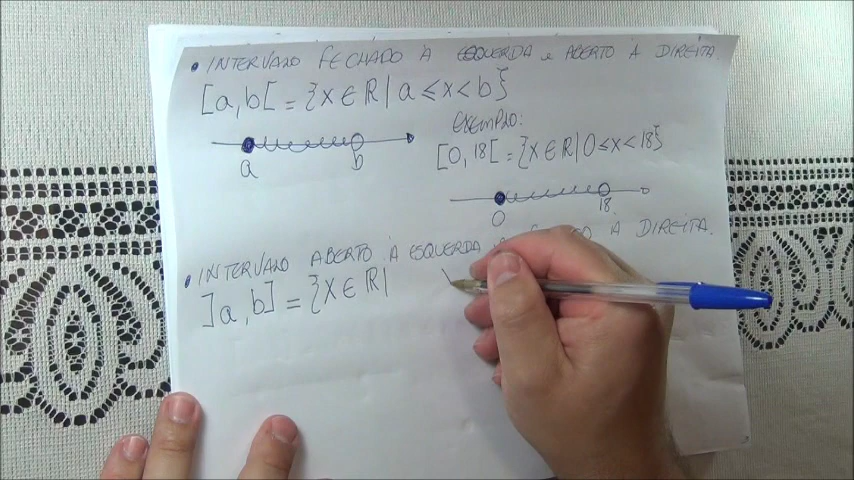 • INTERVALO FECHADO À ESQUERDA e ABERTO À DIREITA.
[a,b[ = {x ∈ ℝ | a ≤ x < b}
a b
EXEMPLO:
[0, 18[ = {x ∈ ℝ | 0 ≤ x < 18}
0 18
• INTERVALO ABERTO À ESQUERDA À DIREITA.
]a,b] = {x ∈ ℝ |